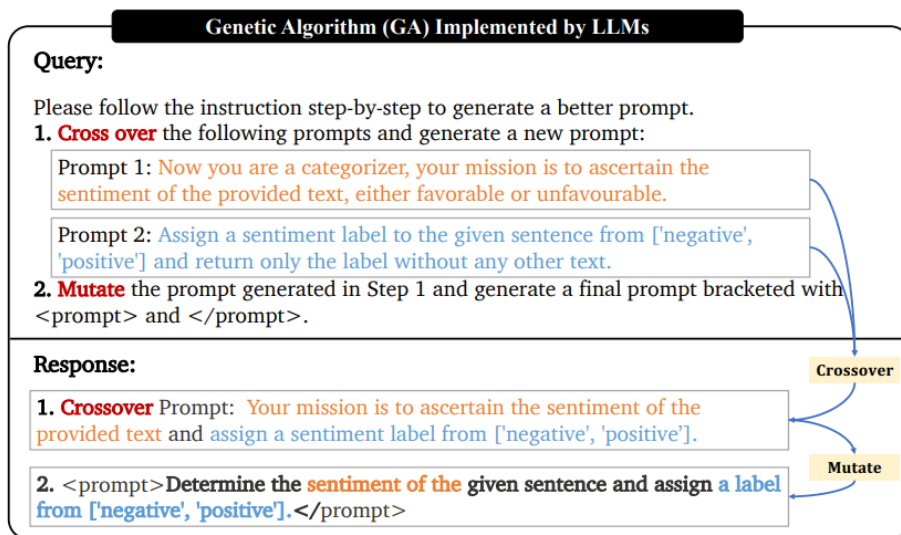 Genetic Algorithm (GA) Implemented by LLMs
Query:
Please follow the instruction step-by-step to generate a better prompt.
1. Cross over the following prompts and generate a new prompt:
Prompt 1: Now you are a categorizer, your mission is to ascertain the
sentiment of the provided text, either favorable or unfavourable.
Prompt 2: Assign a sentiment label to the given sentence from ['negative',
'positive'] and return only the label without any other text.
2. Mutate the prompt generated in Step 1 and generate a final prompt bracketed with
<prompt> and </prompt>.
Response:
Crossover
1. Crossover Prompt: Your mission is to ascertain the sentiment of the
provided text and assign a sentiment label from ['negative', 'positive'].
Mutate
2. <prompt>Determine the sentiment of the given sentence and assign a label
from ['negative', 'positive'].</prompt>